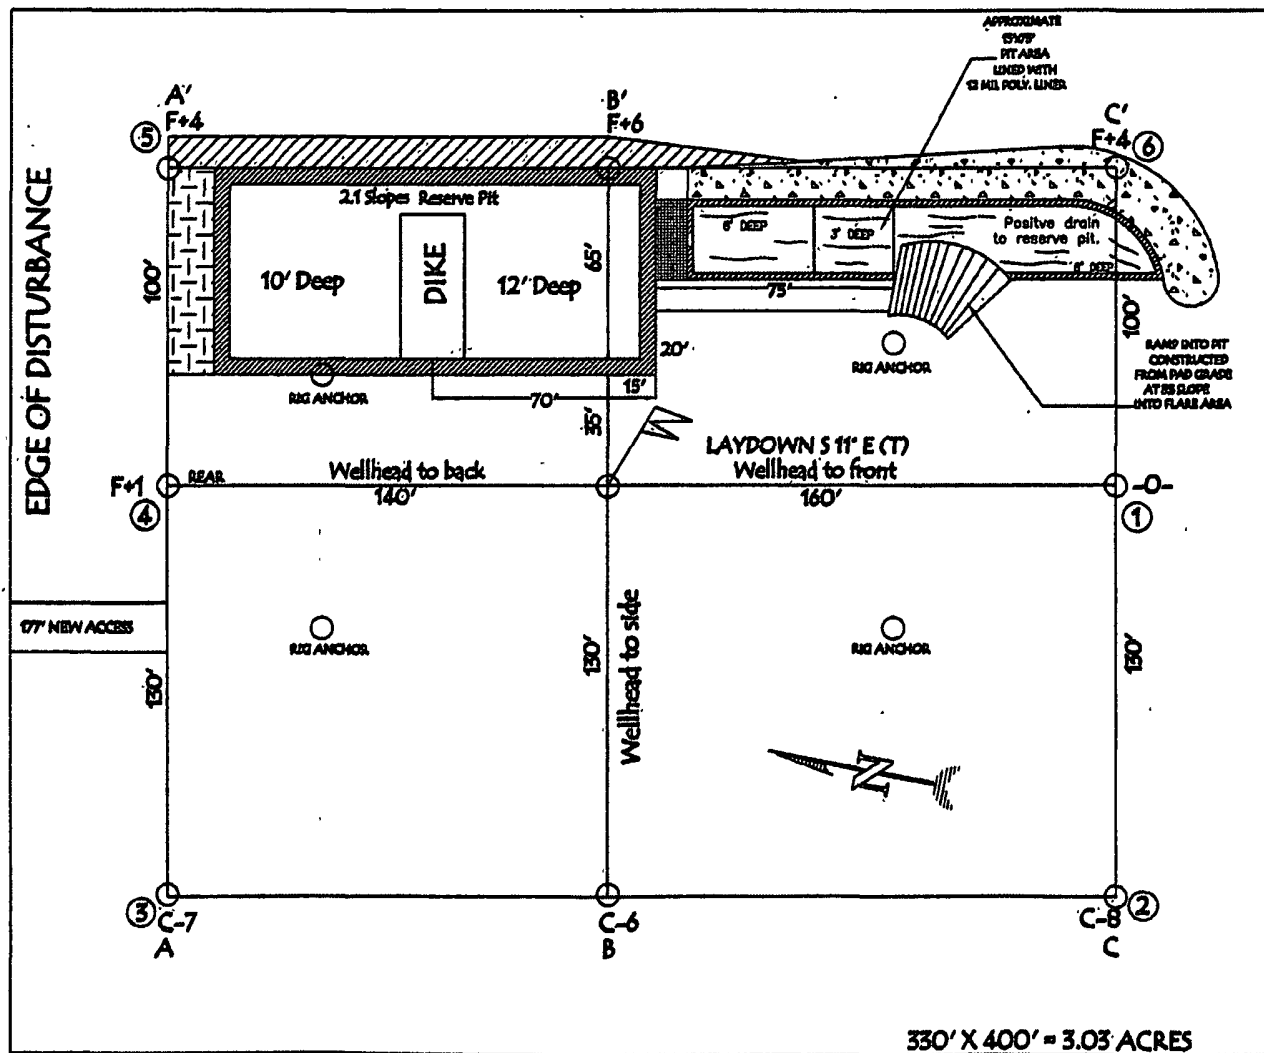 APPROXIMATE
15'X75'
PIT AREA
LINED WITH
12 MIL POLY. LINER
A'
F+4
5
B'
F+6
C'
F+4
6
EDGE OF DISTURBANCE
100'
2:1 Slopes Reserve Pit
10' Deep
DIKE
12' Deep
65'
6' DEEP
3' DEEP
Positve drain
to reserve pit.
6' DEEP
75'
100'
20'
15'
70'
35'
RIG ANCHOR
RIG ANCHOR
RAMP INTO PIT
CONSTRUCTED
FROM PAD GRADE
SLOPE
INTO FLARE AREA
LAYDOWN S 11° E (T)
Wellhead to back
Wellhead to front
F+1
REAR
140'
160'
-0-
4
1
177' NEW ACCESS
RIG ANCHOR
RIG ANCHOR
130'
130'
Wellhead to side
130'
N
3
C-7
A
C-6
B
C-8
C
2
330' X 400' = 3.03 ACRES